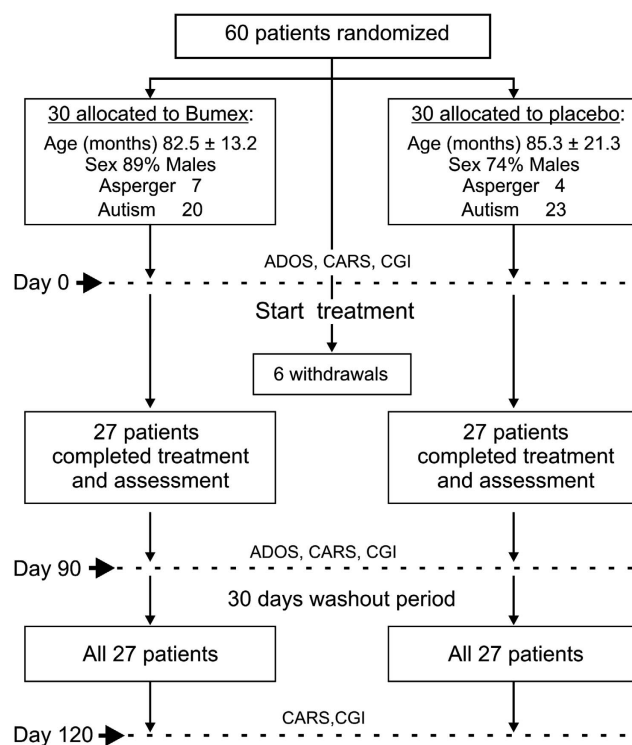 60 patients randomized
30 allocated to Bumex:
Age (months) 82.5 ± 13.2
Sex 89% Males
Asperger 7
Autism 20
30 allocated to placebo:
Age (months) 85.3 ± 21.3
Sex 74% Males
Asperger 4
Autism 23
ADOS, CARS, CGI
Day 0
Start treatment
6 withdrawals
27 patients
completed treatment
and assessment
27 patients
completed treatment
and assessment
ADOS, CARS, CGI
Day 90
30 days washout period
All 27 patients
All 27 patients
CARS,CGI
Day 120